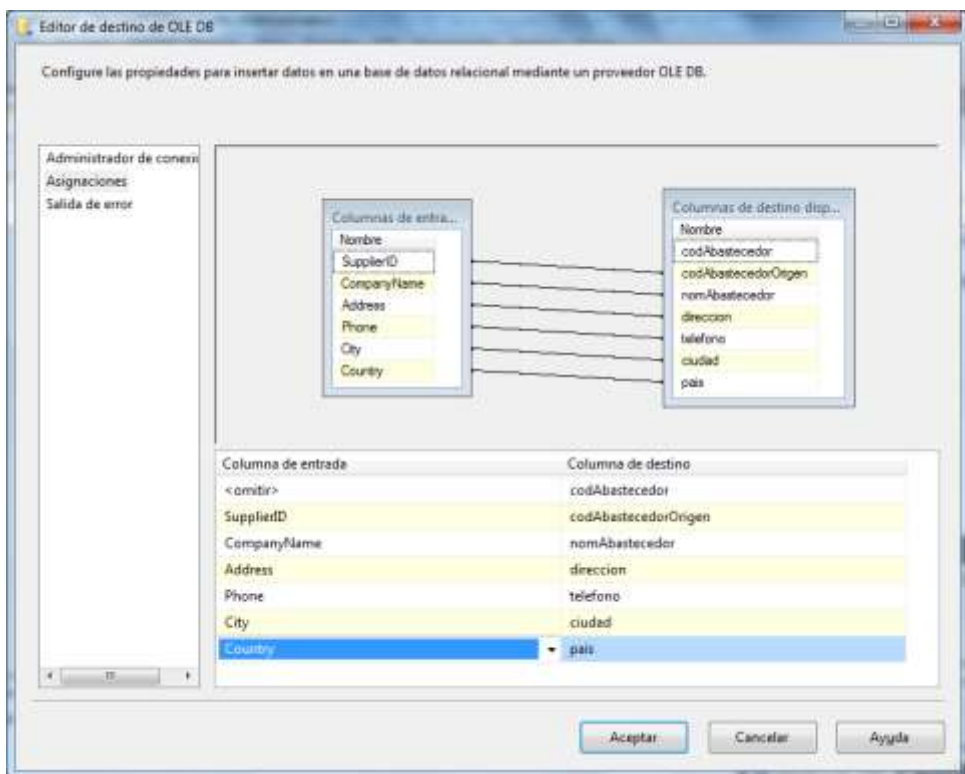 Editor de destino de OLE DB
Configure las propiedades para insertar datos en una base de datos relacional mediante un proveedor OLE DB.
Administrador de conexi
Asignaciones
Salida de error
Columnas de entra...
Nombre
SupplierID
CompanyName
Address
Phone
City
Country
Columnas de destino disp...
Nombre
codAbastecedor
codAbastecedorOrigen
nomAbastecedor
direccion
telefono
ciudad
pais
Columna de entrada Columna de destino
<omitir> codAbastecedor
SupplierID codAbastecedorOrigen
CompanyName nomAbastecedor
Address direccion
Phone telefono
City ciudad
Country pais
Aceptar Cancelar Ayuda